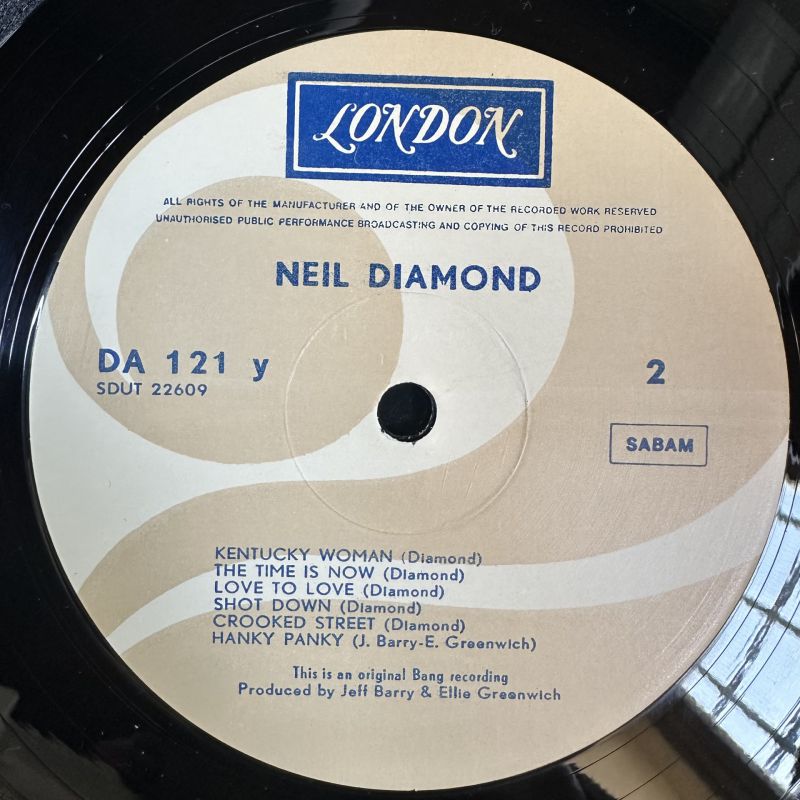 LONDON
ALL RIGHTS OF THE MANUFACTURER AND OF THE OWNER OF THE RECORDED WORK RESERVED
UNAUTHORISED PUBLIC PERFORMANCE BROADCASTING AND COPYING OF THIS RECORD PROHIBITED
NEIL DIAMOND
DA 121 y
SDUT 22609
2
SABAM
KENTUCKY WOMAN (Diamond)
THE TIME IS NOW (Diamond)
LOVE TO LOVE (Diamond)
SHOT DOWN (Diamond)
CROOKED STREET (Diamond)
HANKY PANKY (J. Barry-E. Greenwich)
This is an original Bang recording
Produced by Jeff Barry & Ellie Greenwich